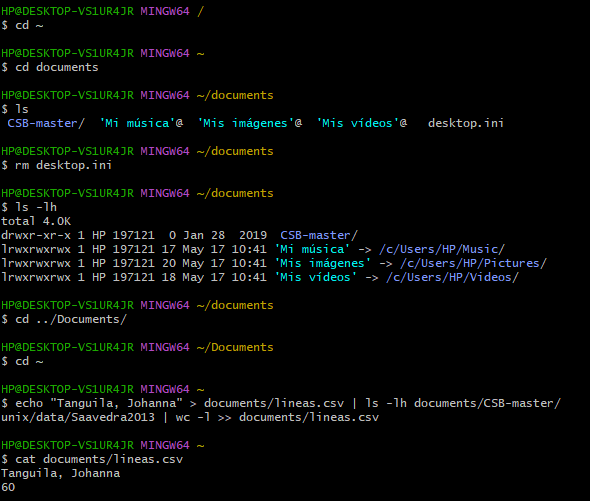 HP@DESKTOP-VS1UR4JR MINGW64 /
$ cd ~
HP@DESKTOP-VS1UR4JR MINGW64 ~
$ cd documents
HP@DESKTOP-VS1UR4JR MINGW64 ~/documents
$ ls
CSB-master/  'Mi música'@  'Mis imágenes'@  'Mis vídeos'@   desktop.ini
HP@DESKTOP-VS1UR4JR MINGW64 ~/documents
$ rm desktop.ini
HP@DESKTOP-VS1UR4JR MINGW64 ~/documents
$ ls -lh
total 4.0K
drwxr-xr-x 1 HP 197121  0 Jan 28  2019  CSB-master/
lrwxrwxrwx 1 HP 197121 17 May 17 10:41 'Mi música' -> /c/Users/HP/Music/
lrwxrwxrwx 1 HP 197121 20 May 17 10:41 'Mis imágenes' -> /c/Users/HP/Pictures/
lrwxrwxrwx 1 HP 197121 18 May 17 10:41 'Mis vídeos' -> /c/Users/HP/Videos/
HP@DESKTOP-VS1UR4JR MINGW64 ~/documents
$ cd ../Documents/
HP@DESKTOP-VS1UR4JR MINGW64 ~/Documents
$ cd ~
HP@DESKTOP-VS1UR4JR MINGW64 ~
$ echo "Tanguila, Johanna" > documents/lineas.csv | ls -lh documents/CSB-master/
unix/data/Saavedra2013 | wc -l >> documents/lineas.csv
HP@DESKTOP-VS1UR4JR MINGW64 ~
$ cat documents/lineas.csv
Tanguila, Johanna
60